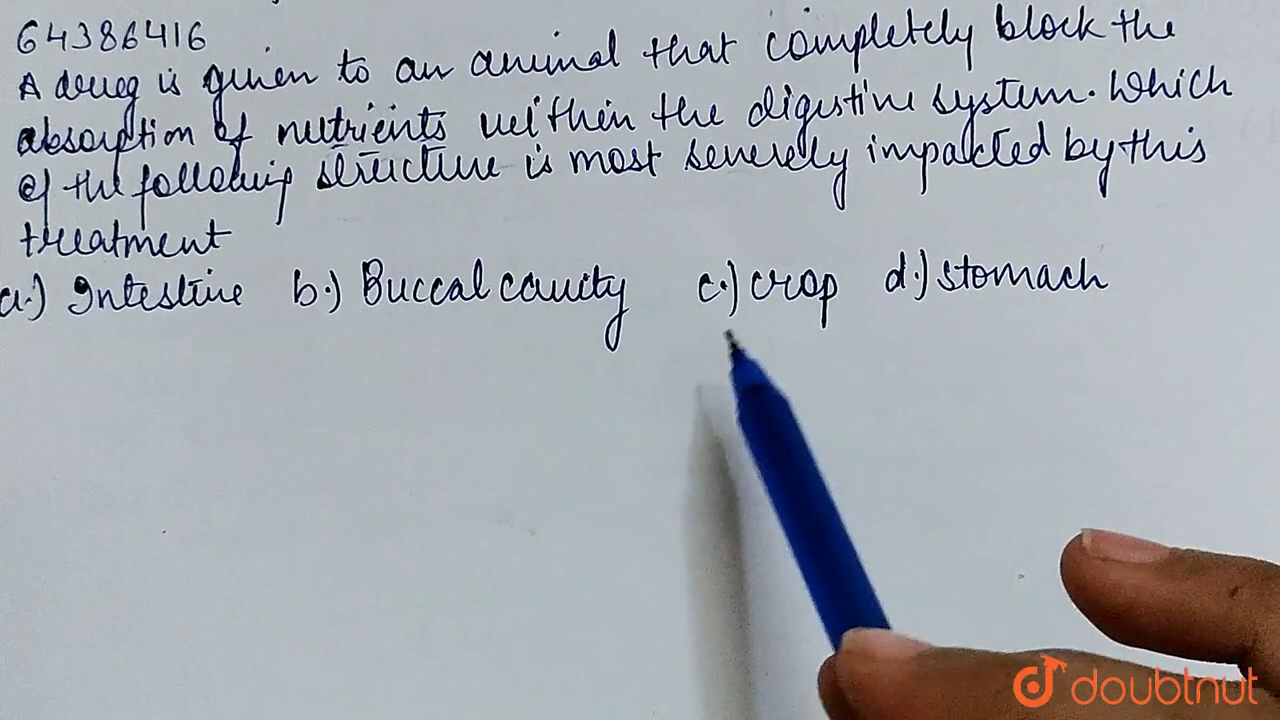 64386416
A drug is given to an animal that completely block the
absorption of nutrients within the digestive system. Which
of the following structure is most severely impacted by this
treatment
a.) Intestine b.) Buccal cavity c.) crop d.) stomach
doubtnut